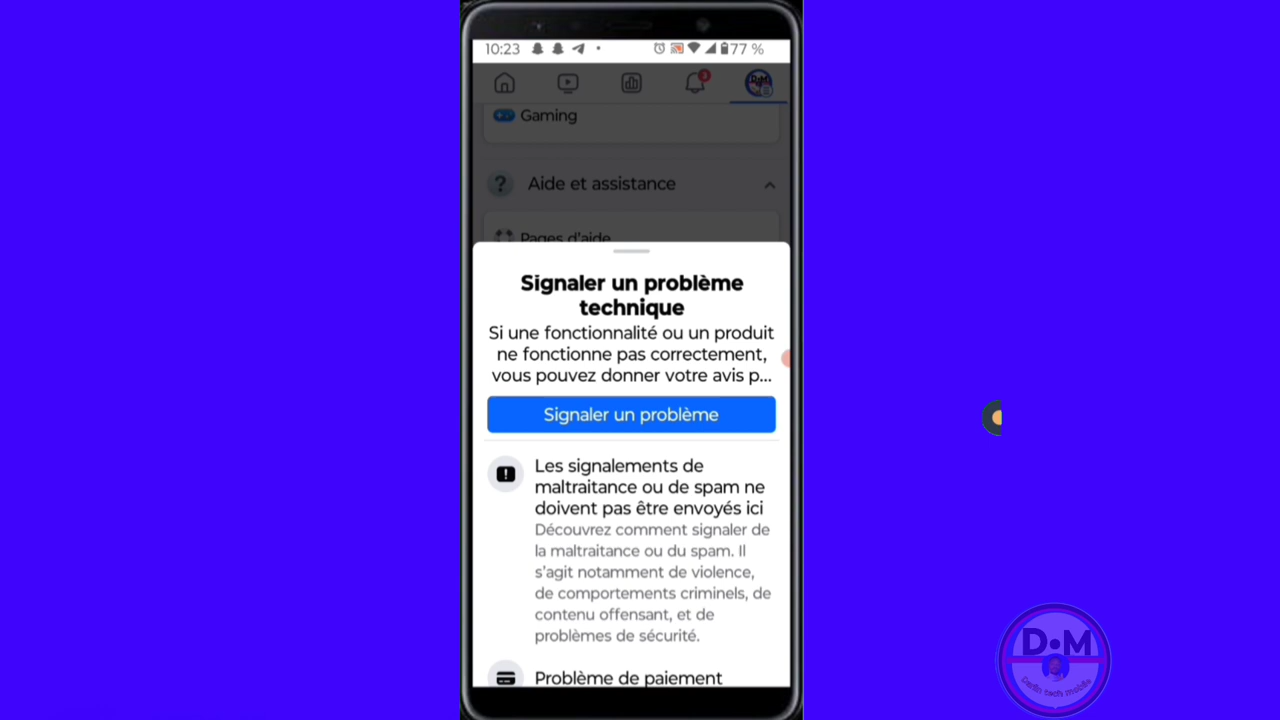 10:23
77 %
3
D•M
Gaming
Aide et assistance
Pages d'aide
Signaler un problème
technique
Si une fonctionnalité ou un produit
ne fonctionne pas correctement,
vous pouvez donner votre avis p...
Signaler un problème
Les signalements de
maltraitance ou de spam ne
doivent pas être envoyés ici
Découvrez comment signaler de
la maltraitance ou du spam. Il
s'agit notamment de violence,
de comportements criminels, de
contenu offensant, et de
problèmes de sécurité.
Problème de paiement
D•M
tech mobile